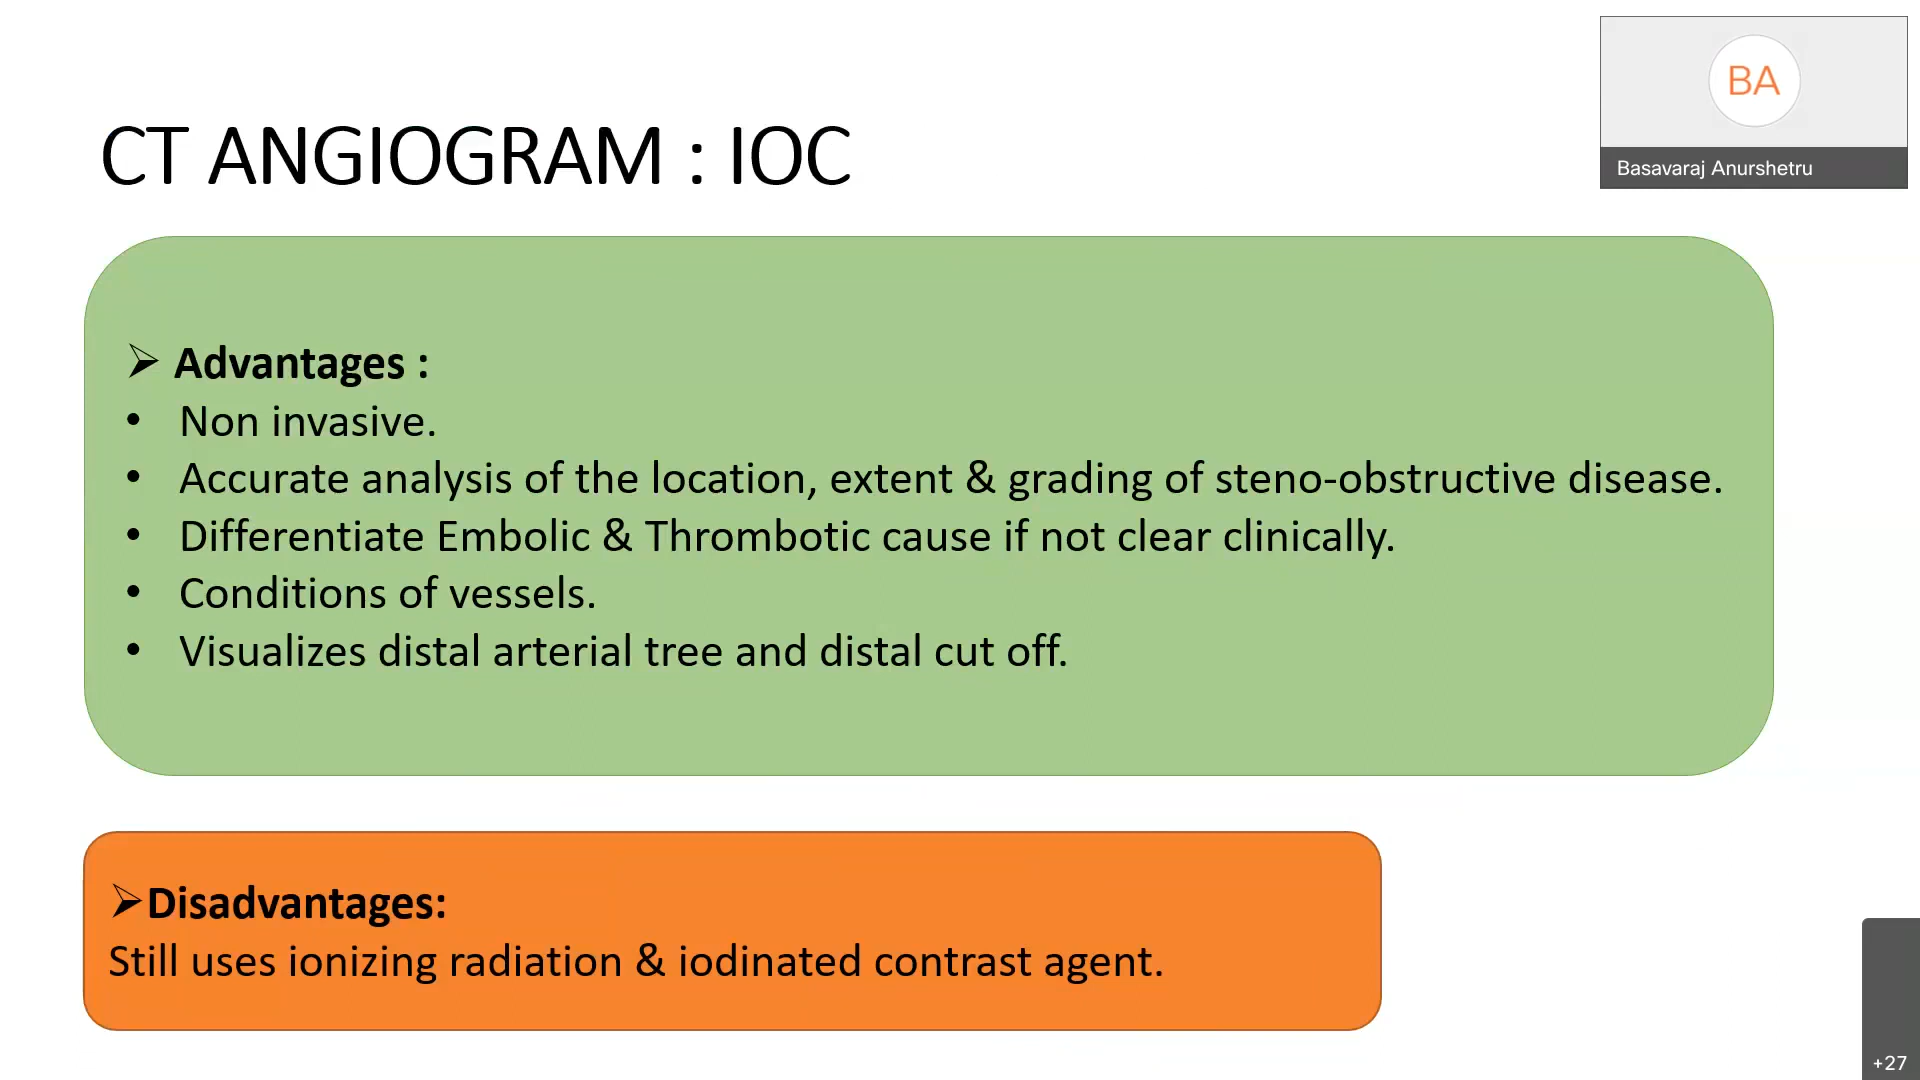 BA
Basavaraj Anurshetru
CT ANGIOGRAM : IOC
➢ Advantages :
• Non invasive.
• Accurate analysis of the location, extent & grading of steno-obstructive disease.
• Differentiate Embolic & Thrombotic cause if not clear clinically.
• Conditions of vessels.
• Visualizes distal arterial tree and distal cut off.
➢Disadvantages:
Still uses ionizing radiation & iodinated contrast agent.
+27